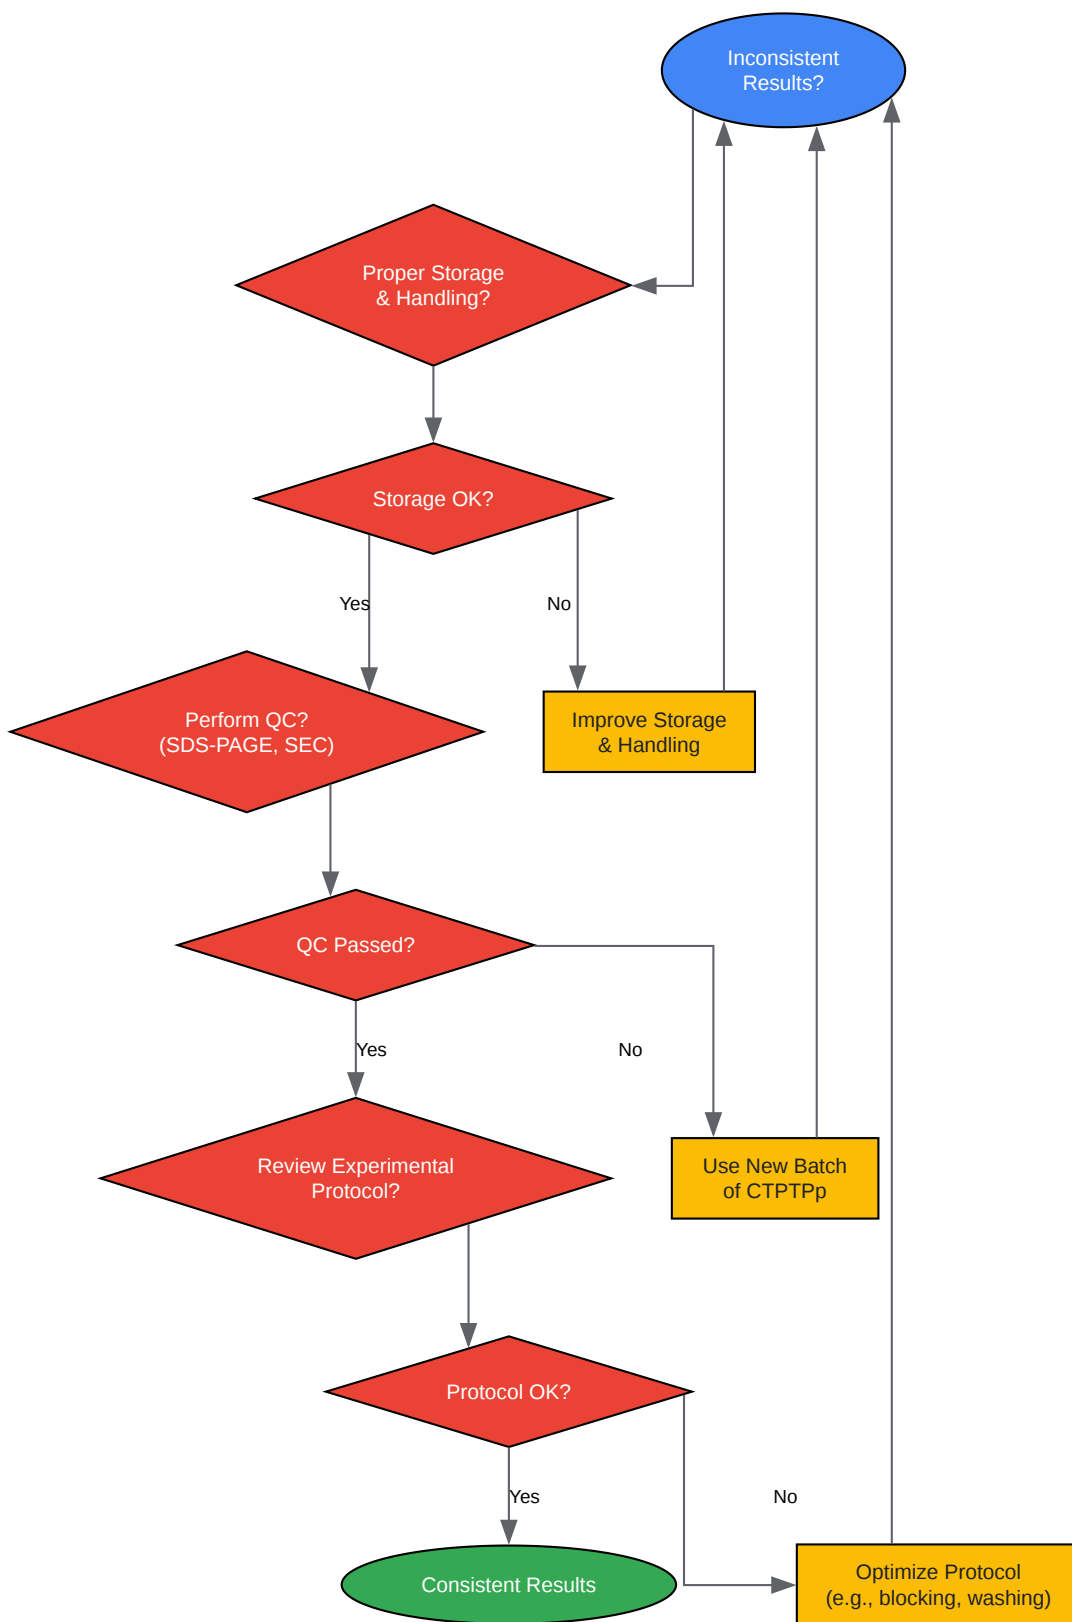 Inconsistent
Results?
Proper Storage
& Handling?
Storage OK?
Yes
No
Perform QC?
(SDS-PAGE, SEC)
Improve Storage
& Handling
QC Passed?
Yes
No
Review Experimental
Protocol?
Use New Batch
of CTPTPp
Protocol OK?
Yes
No
Consistent Results
Optimize Protocol
(e.g., blocking, washing)